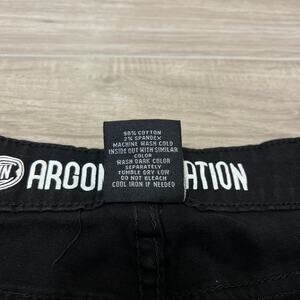 98% COTTON
2% SPANDEX
MACHINE WASH COLD
INSIDE OUT WITH SIMILAR
COLOR
WASH DARK COLOR
SEPARATELY
TUMBLE DRY LOW
DO NOT BLEACH
COOL IRON IF NEEDED
ARGON ATION